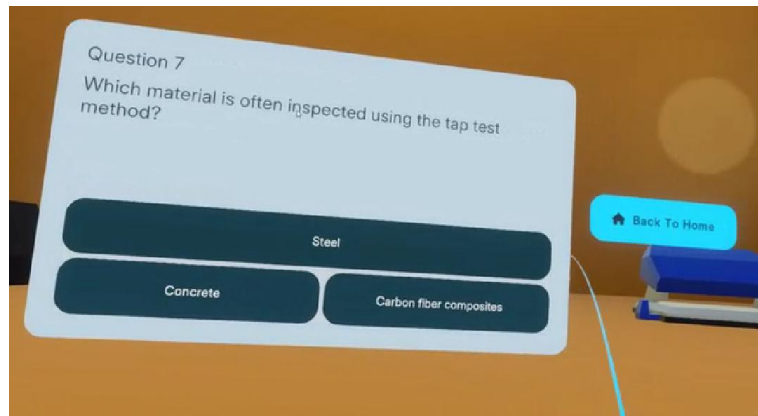 Question 7
Which material is often inspected using the tap test
method?
Steel
Concrete
Carbon fiber composites
Back To Home